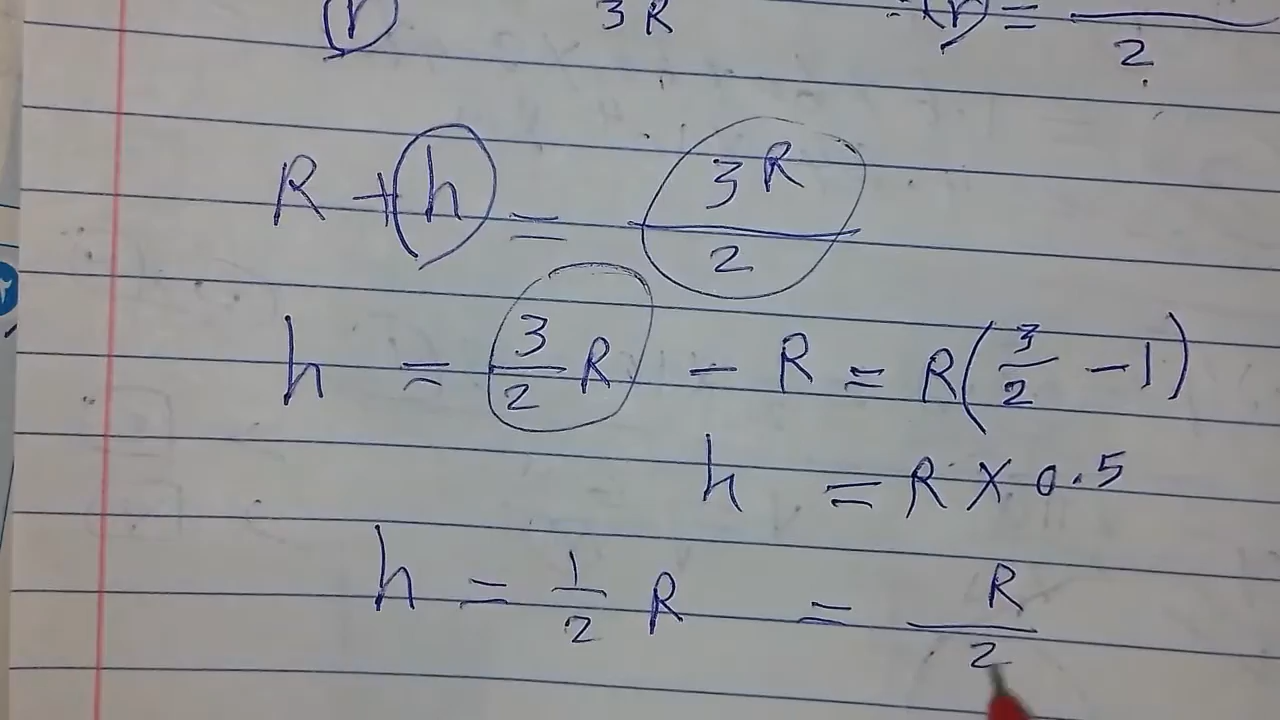 r 3R (r) = 2
R + h = 3R/2
h = 3/2 R - R = R(3/2 - 1)
h = R × 0.5
h = 1/2 R = R/2